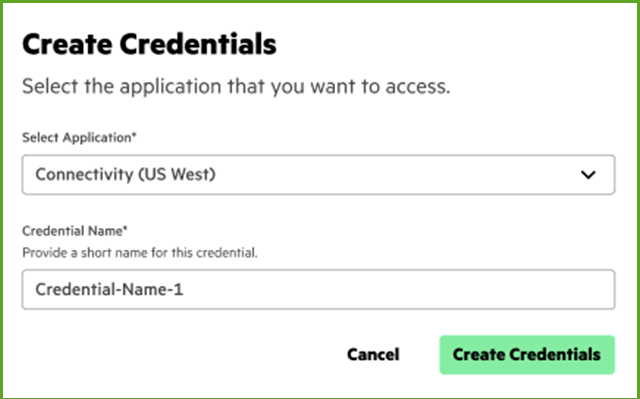 Create Credentials
Select the application that you want to access.
Select Application*
Connectivity (US West)
Credential Name*
Provide a short name for this credential.
Credential-Name-1
Cancel
Create Credentials